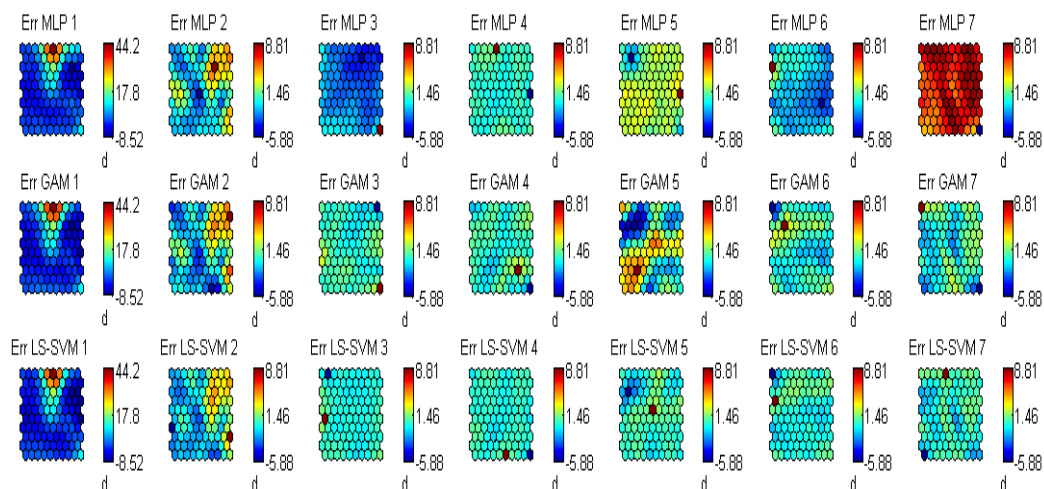 Err MLP 1 Err MLP 2 Err MLP 3 Err MLP 4 Err MLP 5 Err MLP 6 Err MLP 7
44.2 8.81 8.81 8.81 8.81 8.81 8.81
17.8 1.46 1.46 1.46 1.46 1.46 1.46
-8.52 -5.88 -5.88 -5.88 -5.88 -5.88 -5.88
d d d d d d d
Err GAM 1 Err GAM 2 Err GAM 3 Err GAM 4 Err GAM 5 Err GAM 6 Err GAM 7
44.2 8.81 8.81 8.81 8.81 8.81 8.81
17.8 1.46 1.46 1.46 1.46 1.46 1.46
-8.52 -5.88 -5.88 -5.88 -5.88 -5.88 -5.88
d d d d d d d
Err LS-SVM 1 Err LS-SVM 2 Err LS-SVM 3 Err LS-SVM 4 Err LS-SVM 5 Err LS-SVM 6 Err LS-SVM 7
44.2 8.81 8.81 8.81 8.81 8.81 8.81
17.8 1.46 1.46 1.46 1.46 1.46 1.46
-8.52 -5.88 -5.88 -5.88 -5.88 -5.88 -5.88
d d d d d d d